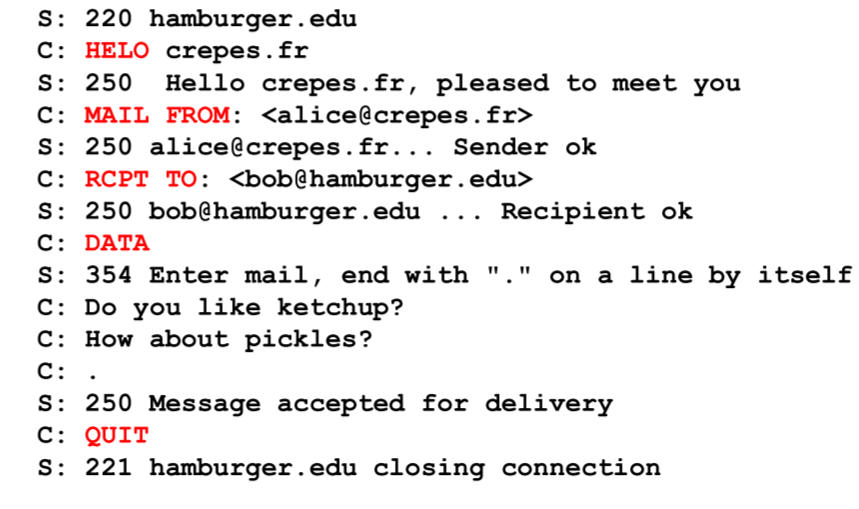 S: 220 hamburger.edu
C: HELO crepes.fr
S: 250  Hello crepes.fr, pleased to meet you
C: MAIL FROM: <alice@crepes.fr>
S: 250 alice@crepes.fr... Sender ok
C: RCPT TO: <bob@hamburger.edu>
S: 250 bob@hamburger.edu ... Recipient ok
C: DATA
S: 354 Enter mail, end with "." on a line by itself
C: Do you like ketchup?
C: How about pickles?
C: .
S: 250 Message accepted for delivery
C: QUIT
S: 221 hamburger.edu closing connection